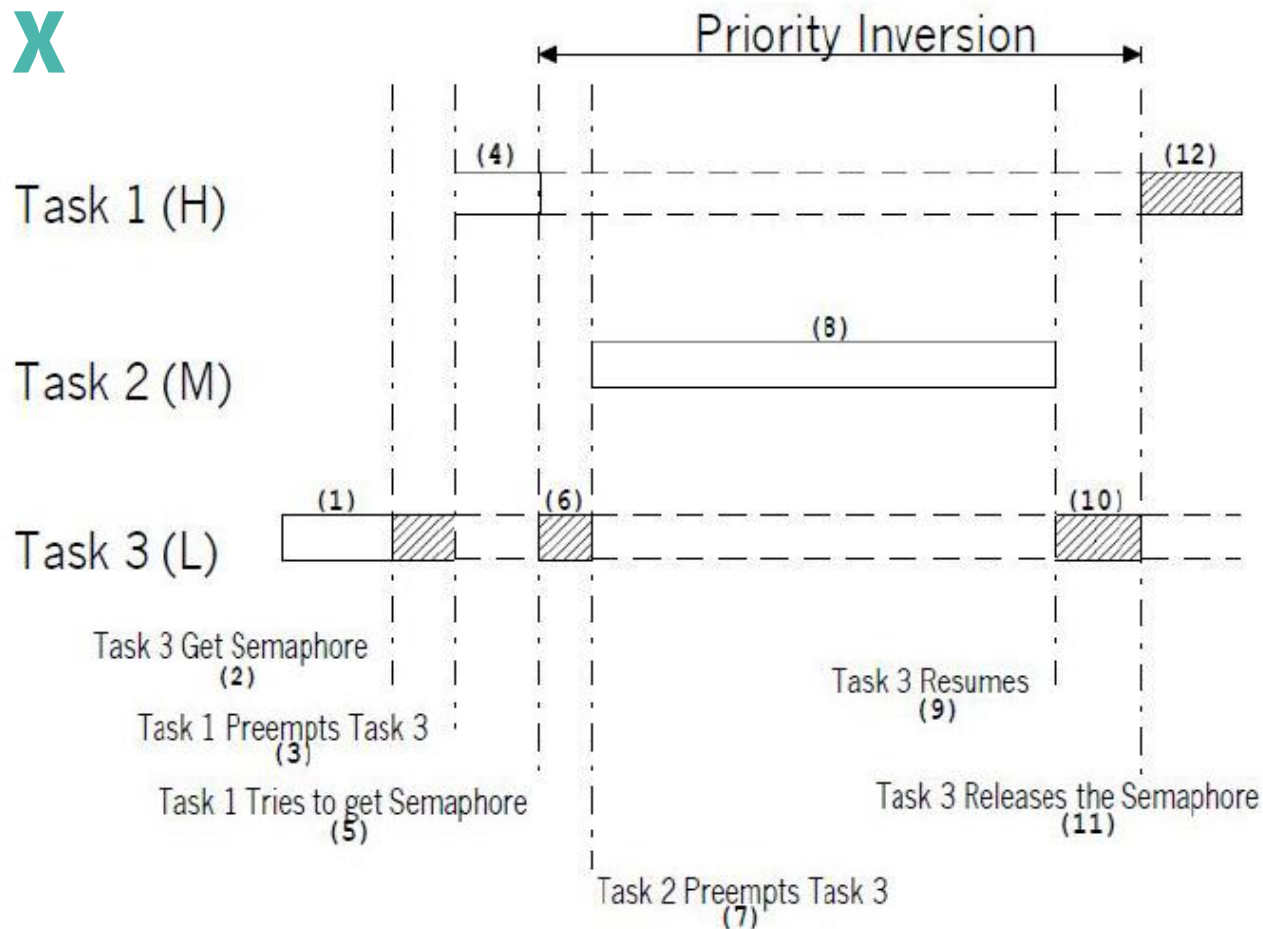 X
Priority Inversion
(4)
(12)
Task 1 (H)
(8)
Task 2 (M)
(1)
(6)
(10)
Task 3 (L)
Task 3 Get Semaphore
(2)
Task 3 Resumes
(9)
Task 1 Preempts Task 3
(3)
Task 1 Tries to get Semaphore
(5)
Task 3 Releases the Semaphore
(11)
Task 2 Preempts Task 3
(7)